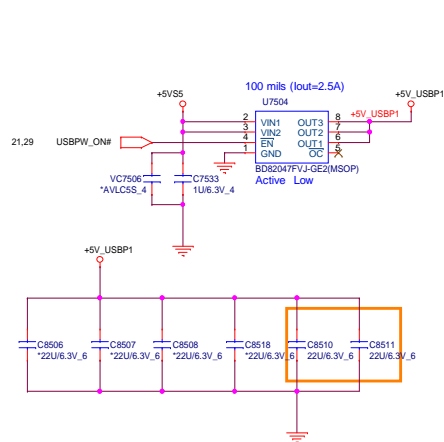 100 mils (Iout=2.5A)
+5VS5
U7504
+5V_USBP1
+5V_USBP1
2 VIN1 OUT3 8
3 VIN2 OUT2 7
21,29 USBPW_ON# 4 EN OUT1 6
1 GND OC 5
BD82047FVJ-GE2(MSOP)
Active Low
VC7506
*AVLC5S_4
C7533
1U/6.3V_4
+5V_USBP1
C8506
*22U/6.3V_6
C8507
*22U/6.3V_6
C8508
*22U/6.3V_6
C8518
*22U/6.3V_6
C8510
22U/6.3V_6
C8511
22U/6.3V_6